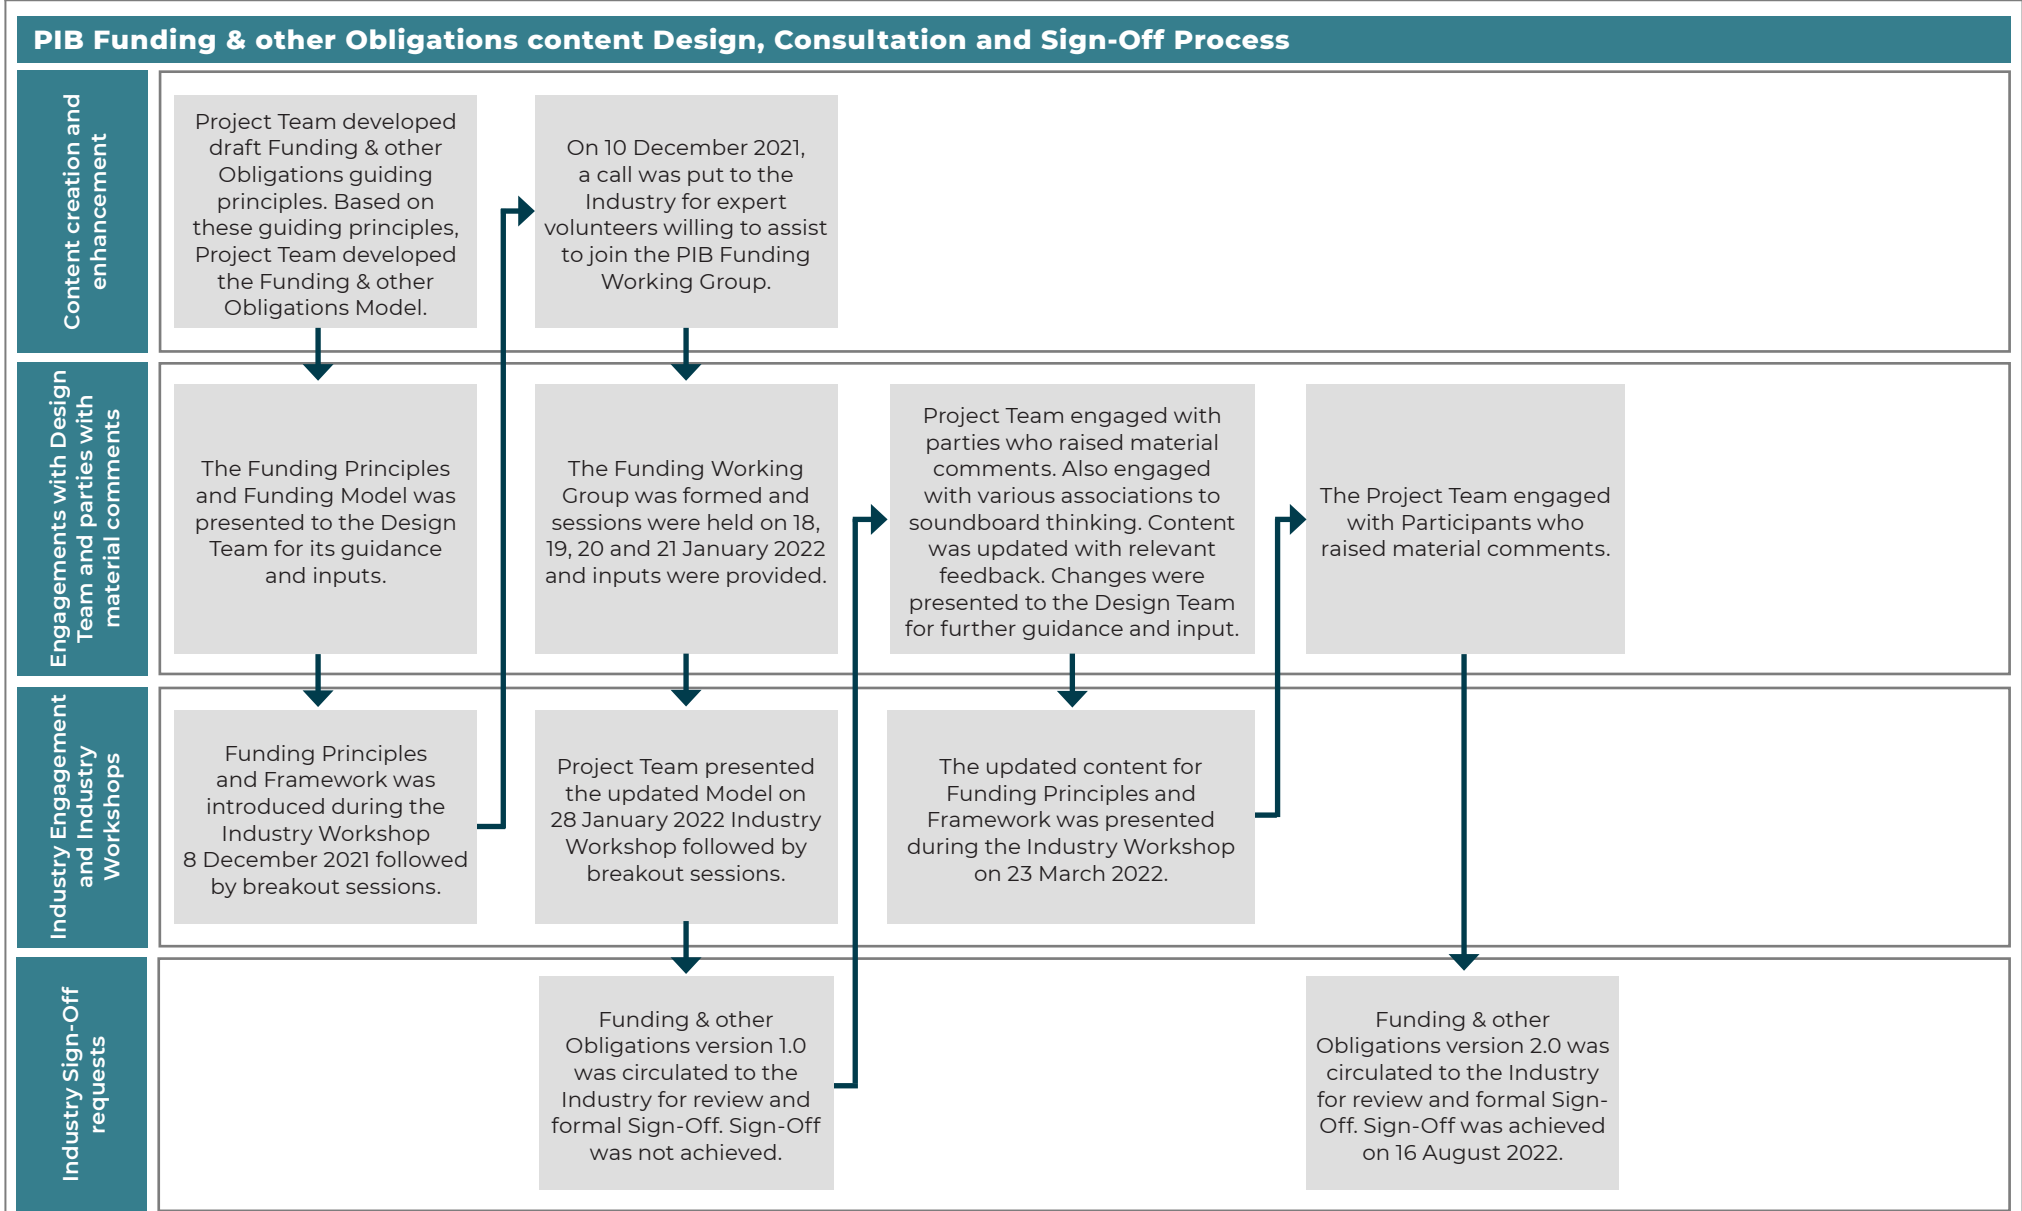 PIB Funding & other Obligations content Design, Consultation and Sign-Off Process
Content creation and
enhancement
Project Team developed
draft Funding & other
Obligations guiding
principles. Based on
these guiding principles,
Project Team developed
the Funding & other
Obligations Model.
On 10 December 2021,
a call was put to the
Industry for expert
volunteers willing to assist
to join the PIB Funding
Working Group.
Engagements with Design
Team and parties with
material comments
The Funding Principles
and Funding Model was
presented to the Design
Team for its guidance
and inputs.
The Funding Working
Group was formed and
sessions were held on 18,
19, 20 and 21 January 2022
and inputs were provided.
Project Team engaged with
parties who raised material
comments. Also engaged
with various associations to
soundboard thinking. Content
was updated with relevant
feedback. Changes were
presented to the Design Team
for further guidance and input.
The Project Team engaged
with Participants who
raised material comments.
Industry Engagement
and Industry
Workshops
Funding Principles
and Framework was
introduced during the
Industry Workshop
8 December 2021 followed
by breakout sessions.
Project Team presented
the updated Model on
28 January 2022 Industry
Workshop followed by
breakout sessions.
The updated content for
Funding Principles and
Framework was presented
during the Industry Workshop
on 23 March 2022.
Industry Sign-Off
requests
Funding & other
Obligations version 1.0
was circulated to the
Industry for review and
formal Sign-Off. Sign-Off
was not achieved.
Funding & other
Obligations version 2.0 was
circulated to the Industry
for review and formal Sign-
Off. Sign-Off was achieved
on 16 August 2022.